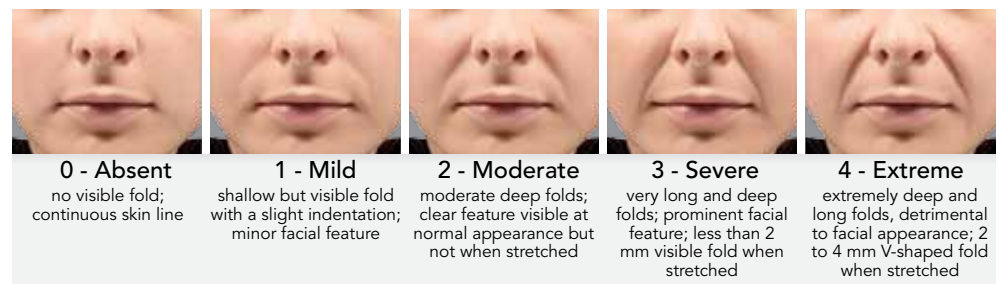 0 - Absent
no visible fold;
continuous skin line
1 - Mild
shallow but visible fold
with a slight indentation;
minor facial feature
2 - Moderate
moderate deep folds;
clear feature visible at
normal appearance but
not when stretched
3 - Severe
very long and deep
folds; prominent facial
feature; less than 2
mm visible fold when
stretched
4 - Extreme
extremely deep and
long folds, detrimental
to facial appearance; 2
to 4 mm V-shaped fold
when stretched